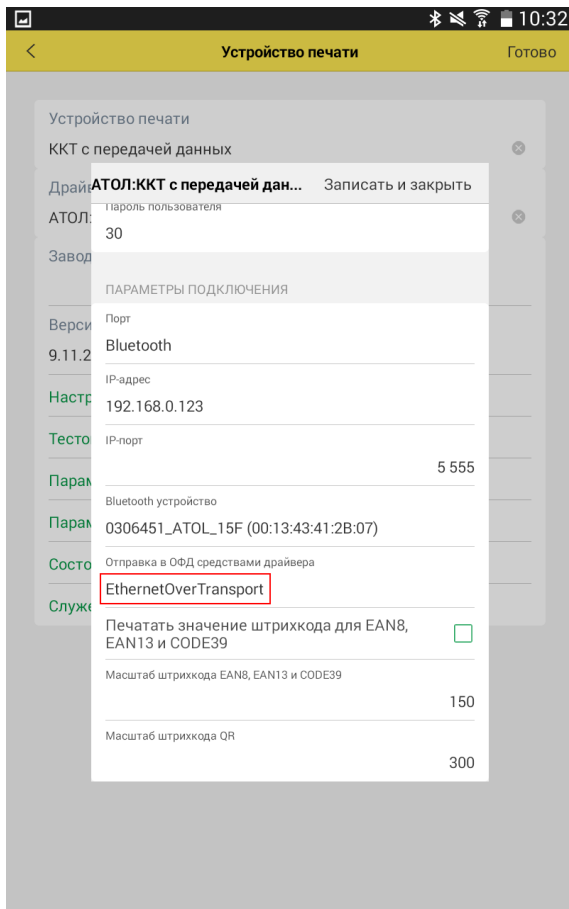 10:32
Устройство печати
Готово
Устройство печати
ККТ с передачей данных
Драйв
АТОЛ:
Завод
Верси
9.11.2
Настр
Тесто
Парам
Парам
Состо
Служе
АТОЛ:ККТ с передачей дан...
Записать и закрыть
Пароль пользователя
30
ПАРАМЕТРЫ ПОДКЛЮЧЕНИЯ
Порт
Bluetooth
IP-адрес
192.168.0.123
IP-порт
5 555
Bluetooth устройство
0306451_ATOL_15F (00:13:43:41:2B:07)
Отправка в ОФД средствами драйвера
EthernetOverTransport
Печатать значение штрихкода для EAN8,
EAN13 и CODE39
Масштаб штрихкода EAN8, EAN13 и CODE39
150
Масштаб штрихкода QR
300